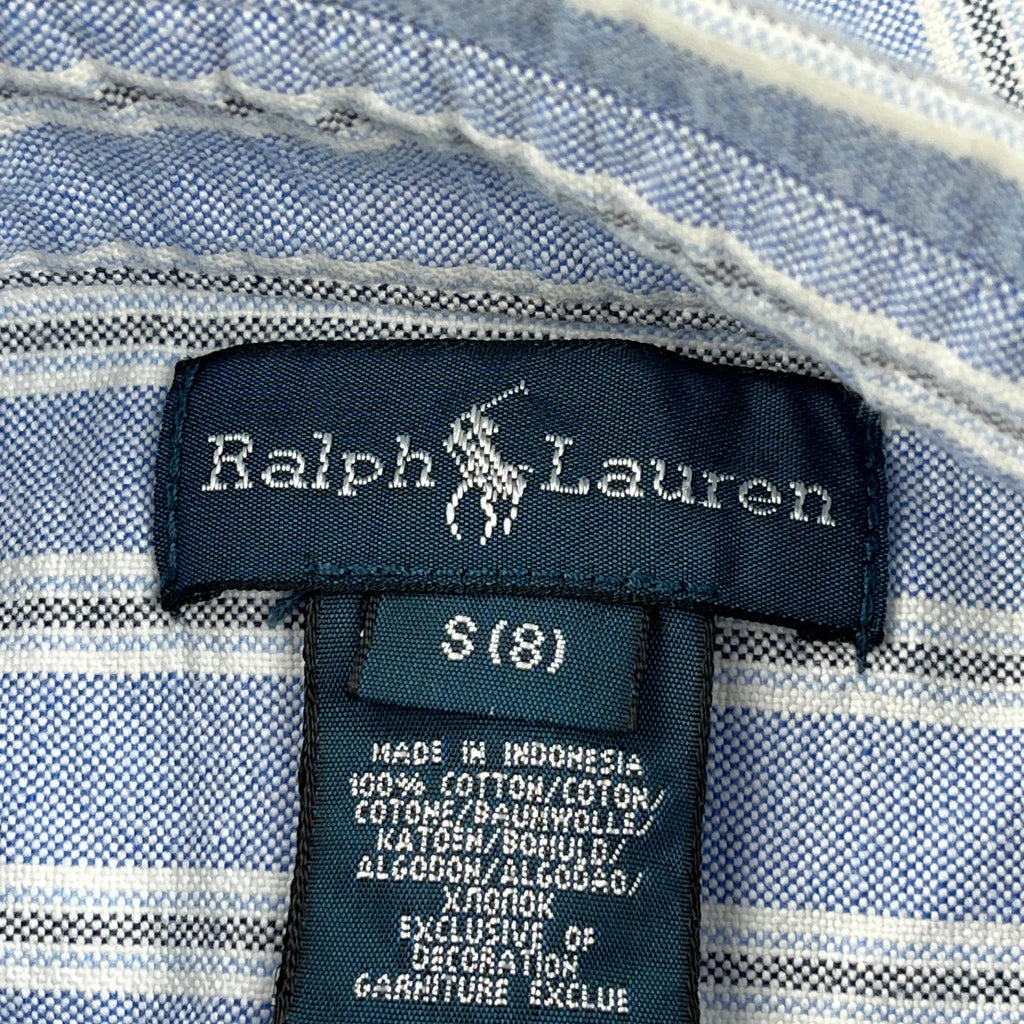 Ralph Lauren
S (8)
MADE IN INDONESIA
100% COTTON/COTON/
COTONE/BAUMWOLLE/
KATOEN/BOMULD/
ALGODON/ALGODAO/
ХЛОПОК
EXCLUSIVE OF
DECORATION
GARNITURE EXCLUE